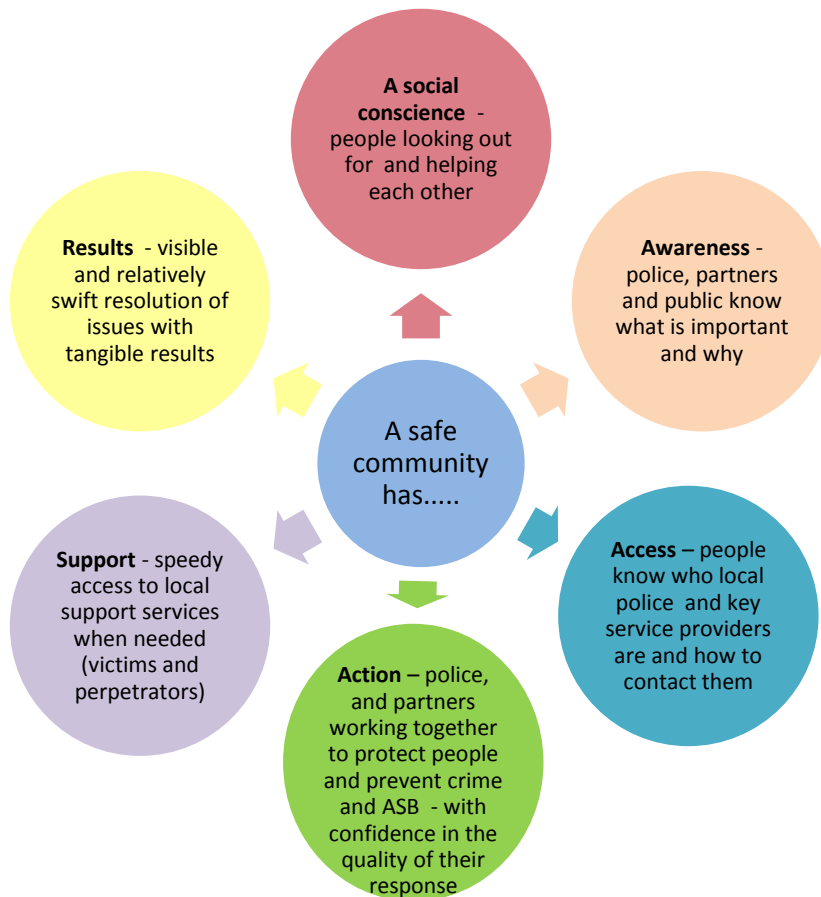 A social
conscience -
people looking out
for and helping
each other
Awareness -
police, partners
and public know
what is important
and why
Access – people
know who local
police and key
service providers
are and how to
contact them
Action – police,
and partners
working together
to protect people
and prevent crime
and ASB - with
confidence in the
quality of their
response
Support - speedy
access to local
support services
when needed
(victims and
perpetrators)
Results - visible
and relatively
swift resolution of
issues with
tangible results
A safe
community
has.....